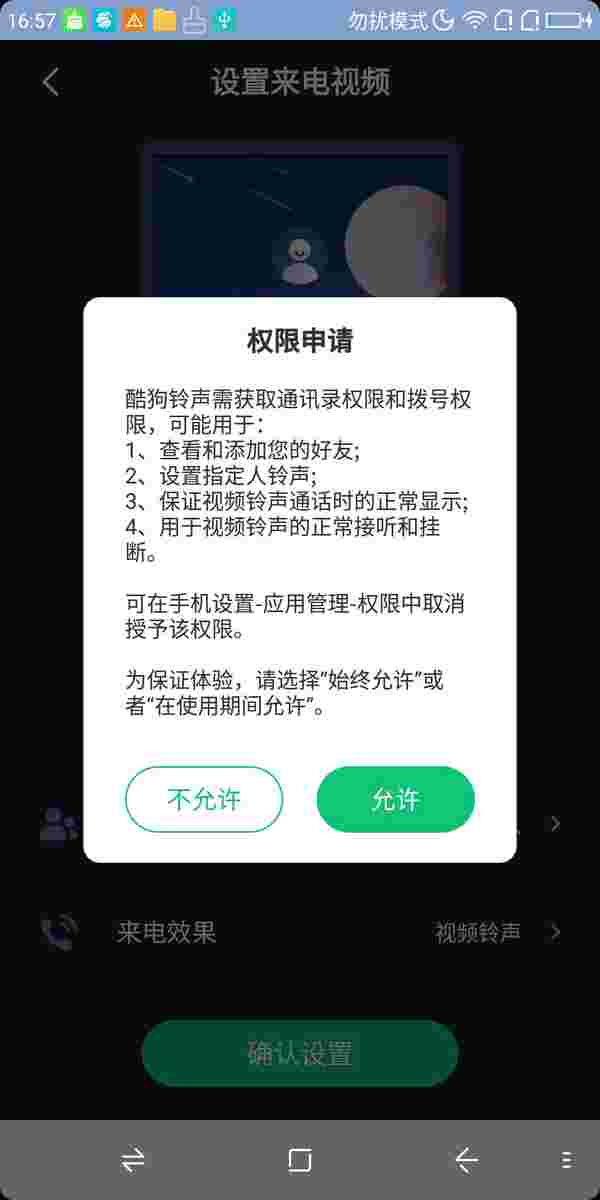 16:57
勿扰模式
设置来电视频
权限申请
酷狗铃声需获取通讯录权限和拨号权
限，可能用于：
1、查看和添加您的好友;
2、设置指定人铃声;
3、保证视频铃声通话时的正常显示;
4、用于视频铃声的正常接听和挂
断。
可在手机设置-应用管理-权限中取消
授予该权限。
为保证体验，请选择"始终允许"或
者“在使用期间允许”。
不允许
允许
来电效果
视频铃声
确认设置